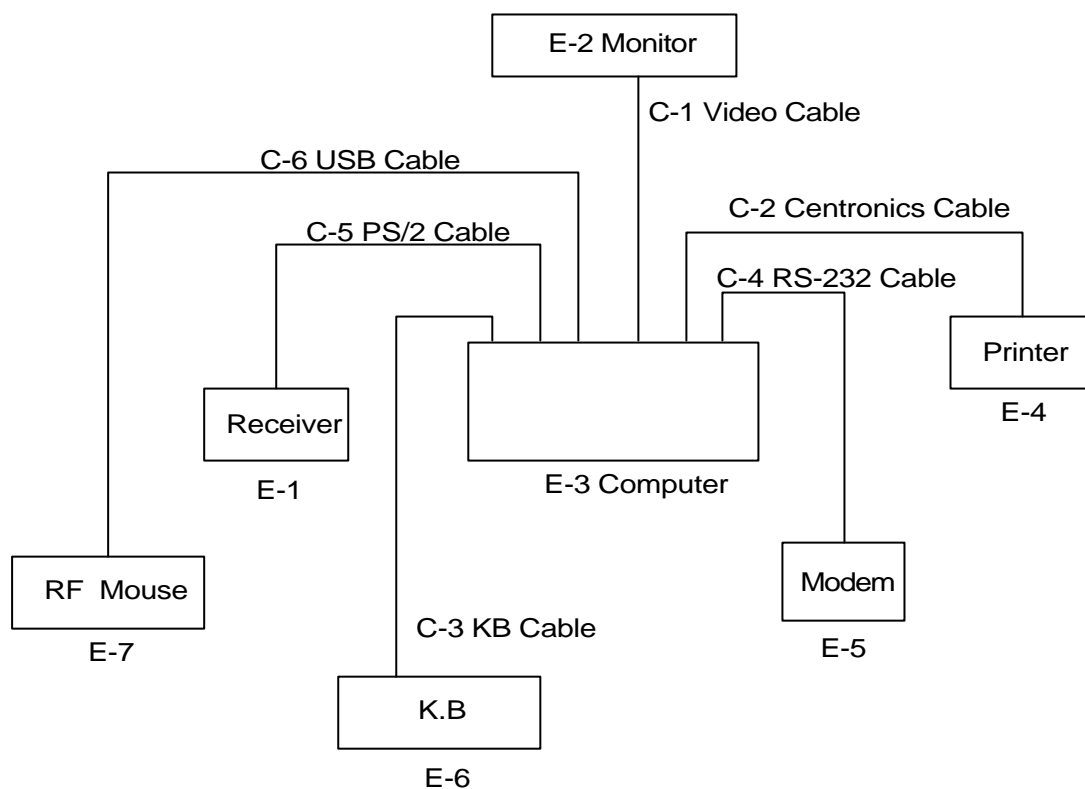 E-2 Monitor
C-1 Video Cable
C-6 USB Cable
C-2 Centronics Cable
C-5 PS/2 Cable
C-4 RS-232 Cable
Printer
E-4
Receiver
E-1
E-3 Computer
RF Mouse
E-7
Modem
E-5
C-3 KB Cable
K.B
E-6